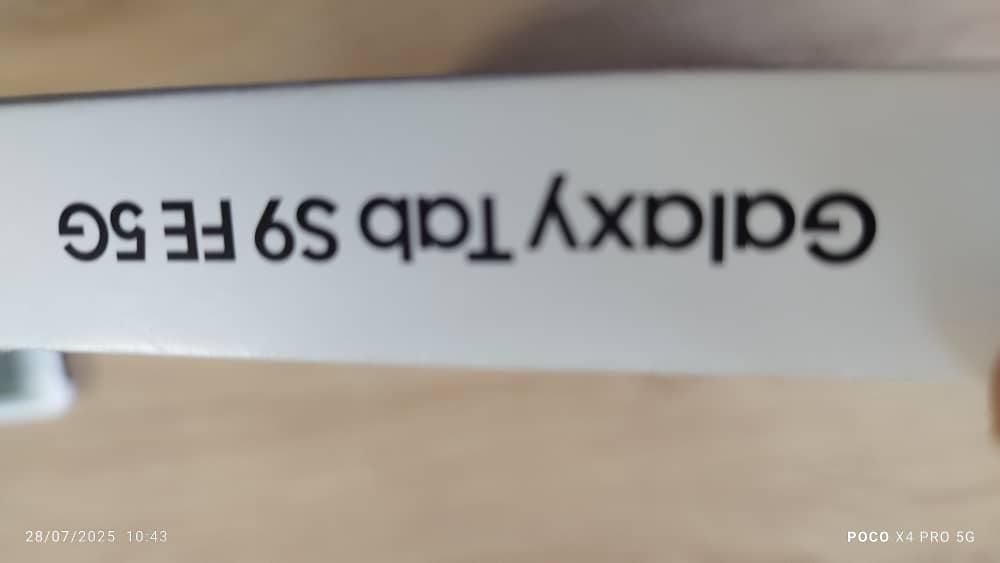 Galaxy Tab S9 FE 5G
28/07/2025 10:43
POCO X4 PRO 5G